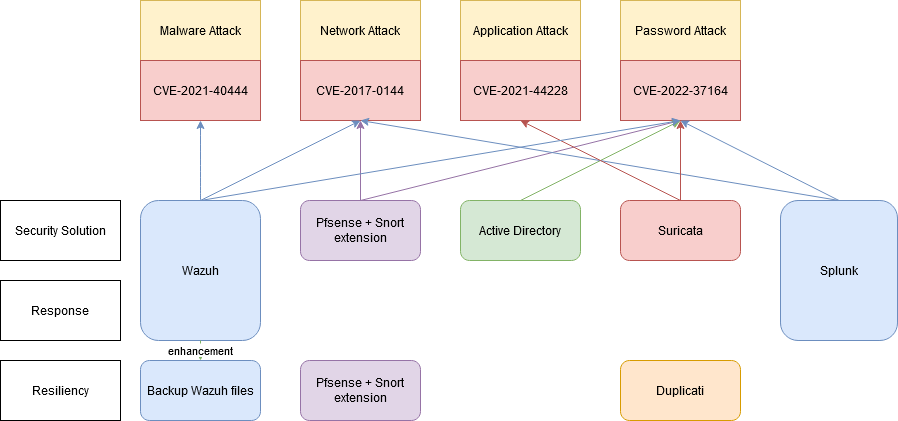 Malware Attack
Network Attack
Application Attack
Password Attack
CVE-2021-40444
CVE-2017-0144
CVE-2021-44228
CVE-2022-37164
Security Solution
Wazuh
Pfsense + Snort
extension
Active Directory
Suricata
Splunk
Response
enhancement
Resiliency
Backup Wazuh files
Pfsense + Snort
extension
Duplicati